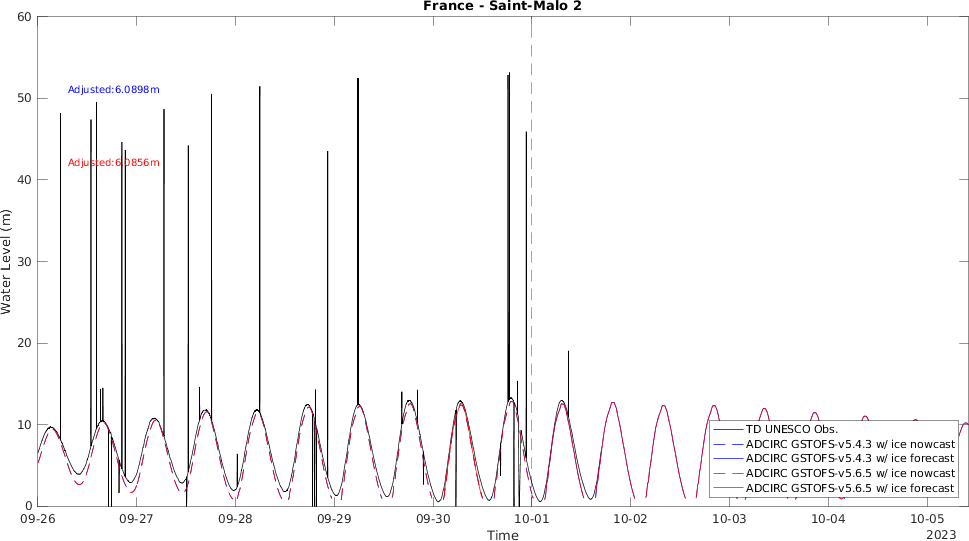 France - Saint-Malo 2
60
50
40
30
20
10
0
Water Level (m)
Adjusted:6.0898m
Adjusted:6.0856m
TD UNESCO Obs.
ADCIRC GSTOFS-v5.4.3 w/ ice nowcast
ADCIRC GSTOFS-v5.4.3 w/ ice forecast
ADCIRC GSTOFS-v5.6.5 w/ ice nowcast
ADCIRC GSTOFS-v5.6.5 w/ ice forecast
09-26 09-27 09-28 09-29 09-30 10-01 10-02 10-03 10-04 10-05
Time
2023